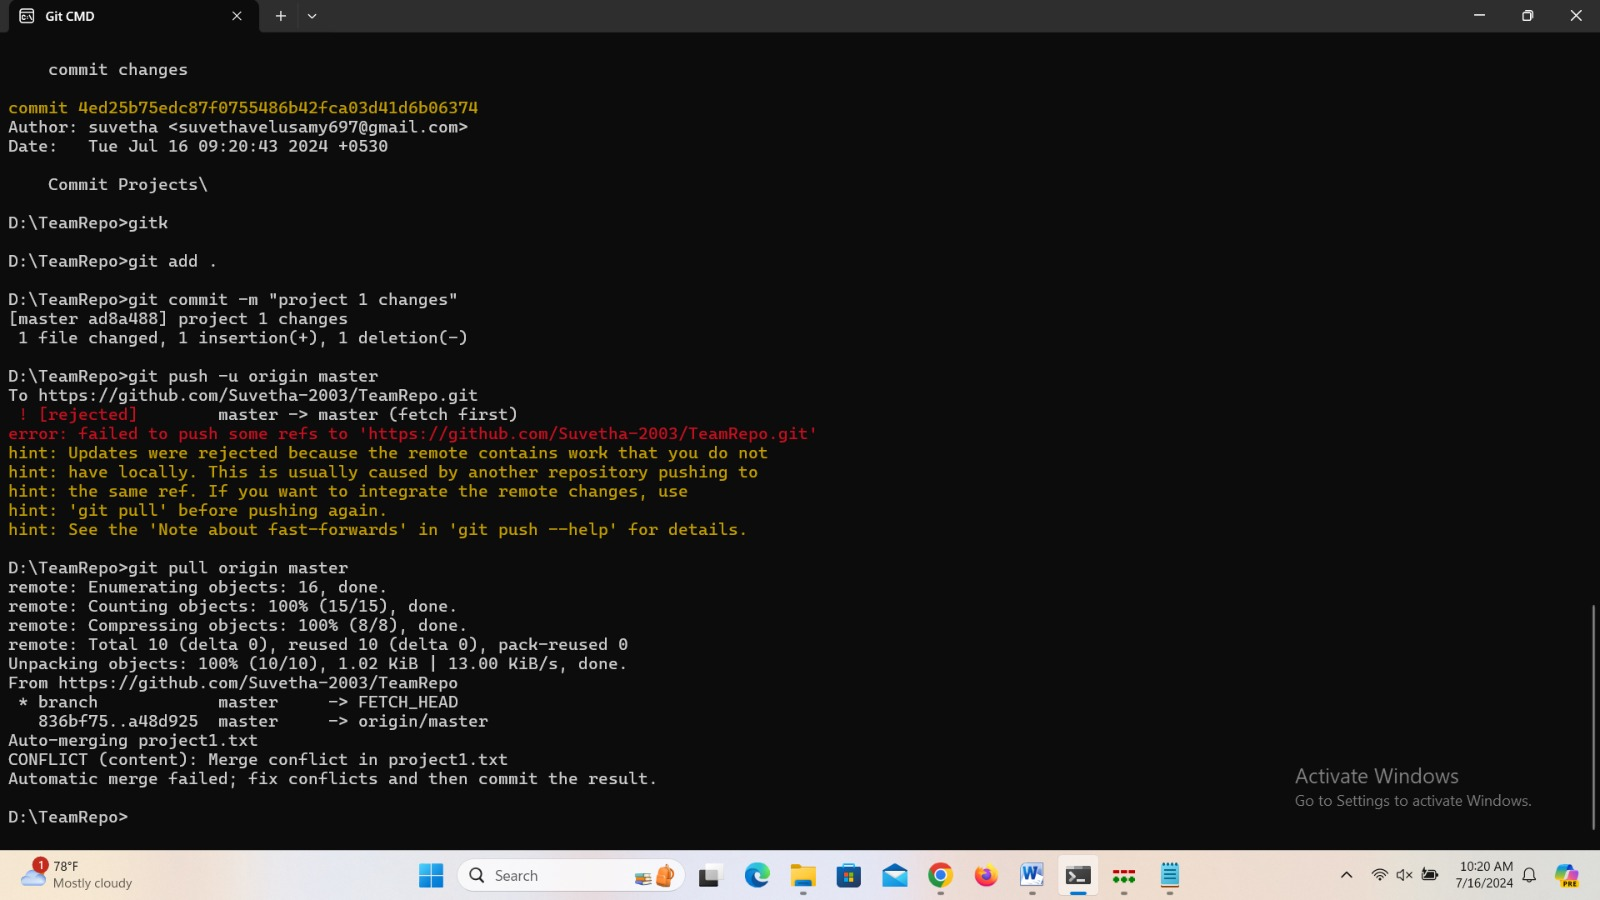 Git CMD
commit changes
commit 4ed25b75edc87f0755486b42fca03d41d6b06374
Author: suvetha <suvethavelusamy697@gmail.com>
Date:   Tue Jul 16 09:20:43 2024 +0530
Commit Projects\
D:\TeamRepo>gitk
D:\TeamRepo>git add .
D:\TeamRepo>git commit -m "project 1 changes"
[master ad8a488] project 1 changes
1 file changed, 1 insertion(+), 1 deletion(-)
D:\TeamRepo>git push -u origin master
To https://github.com/Suvetha-2003/TeamRepo.git
! [rejected]        master -> master (fetch first)
error: failed to push some refs to 'https://github.com/Suvetha-2003/TeamRepo.git'
hint: Updates were rejected because the remote contains work that you do not
hint: have locally. This is usually caused by another repository pushing to
hint: the same ref. If you want to integrate the remote changes, use
hint: 'git pull' before pushing again.
hint: See the 'Note about fast-forwards' in 'git push --help' for details.
D:\TeamRepo>git pull origin master
remote: Enumerating objects: 16, done.
remote: Counting objects: 100% (15/15), done.
remote: Compressing objects: 100% (8/8), done.
remote: Total 10 (delta 0), reused 10 (delta 0), pack-reused 0
Unpacking objects: 100% (10/10), 1.02 KiB | 13.00 KiB/s, done.
From https://github.com/Suvetha-2003/TeamRepo
* branch            master     -> FETCH_HEAD
836bf75..a48d925  master     -> origin/master
Auto-merging project1.txt
CONFLICT (content): Merge conflict in project1.txt
Automatic merge failed; fix conflicts and then commit the result.
D:\TeamRepo>
Activate Windows
Go to Settings to activate Windows.
1
78°F
Mostly cloudy
Search
10:20 AM
7/16/2024
PRE